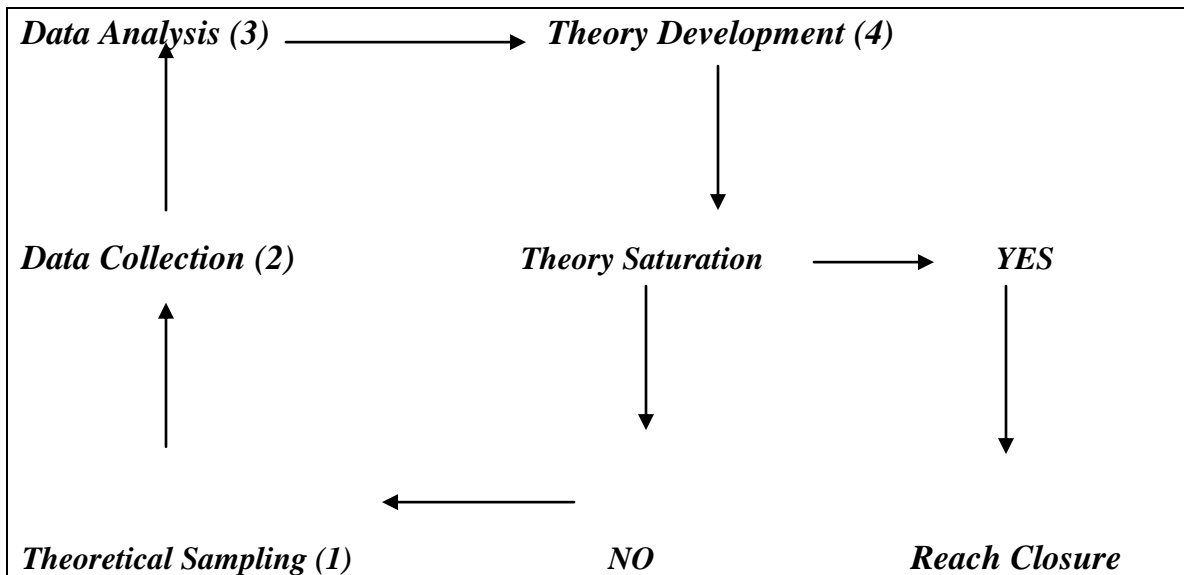 Data Analysis (3) Theory Development (4)
Data Collection (2) Theory Saturation YES
Theoretical Sampling (1) NO Reach Closure